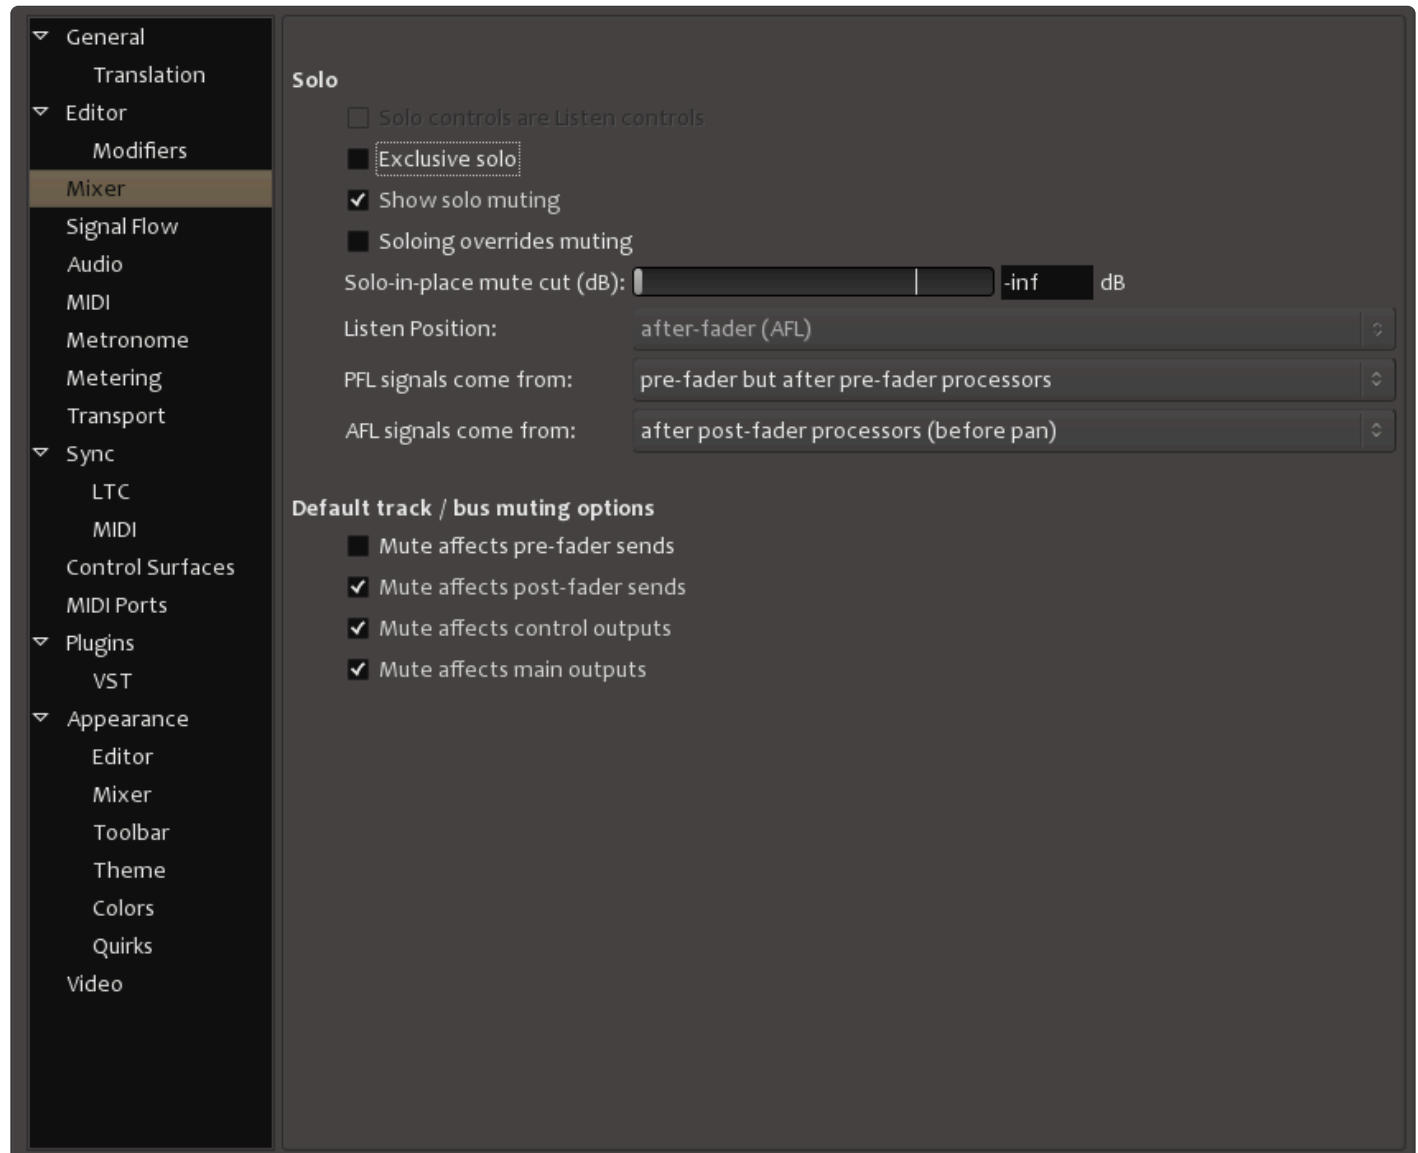 General
Translation
Editor
Modifiers
Mixer
Signal Flow
Audio
MIDI
Metronome
Metering
Transport
Sync
LTC
MIDI
Control Surfaces
MIDI Ports
Plugins
VST
Appearance
Editor
Mixer
Toolbar
Theme
Colors
Quirks
Video
Solo
Solo controls are Listen controls
Exclusive solo
Show solo muting
Soloing overrides muting
Solo-in-place mute cut (dB): -inf dB
Listen Position: after-fader (AFL)
PFL signals come from: pre-fader but after pre-fader processors
AFL signals come from: after post-fader processors (before pan)
Default track / bus muting options
Mute affects pre-fader sends
Mute affects post-fader sends
Mute affects control outputs
Mute affects main outputs